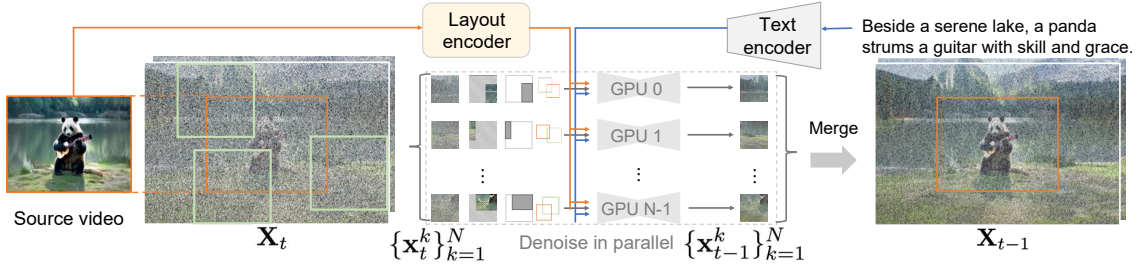 Layout
encoder
Text
encoder
Beside a serene lake, a panda
strums a guitar with skill and grace.
GPU 0
GPU 1
⋮
⋮
⋮
GPU N-1
Merge
Source video
X_t
{x_t^k}_{k=1}^N
Denoise in parallel
{x_{t-1}^k}_{k=1}^N
X_{t-1}